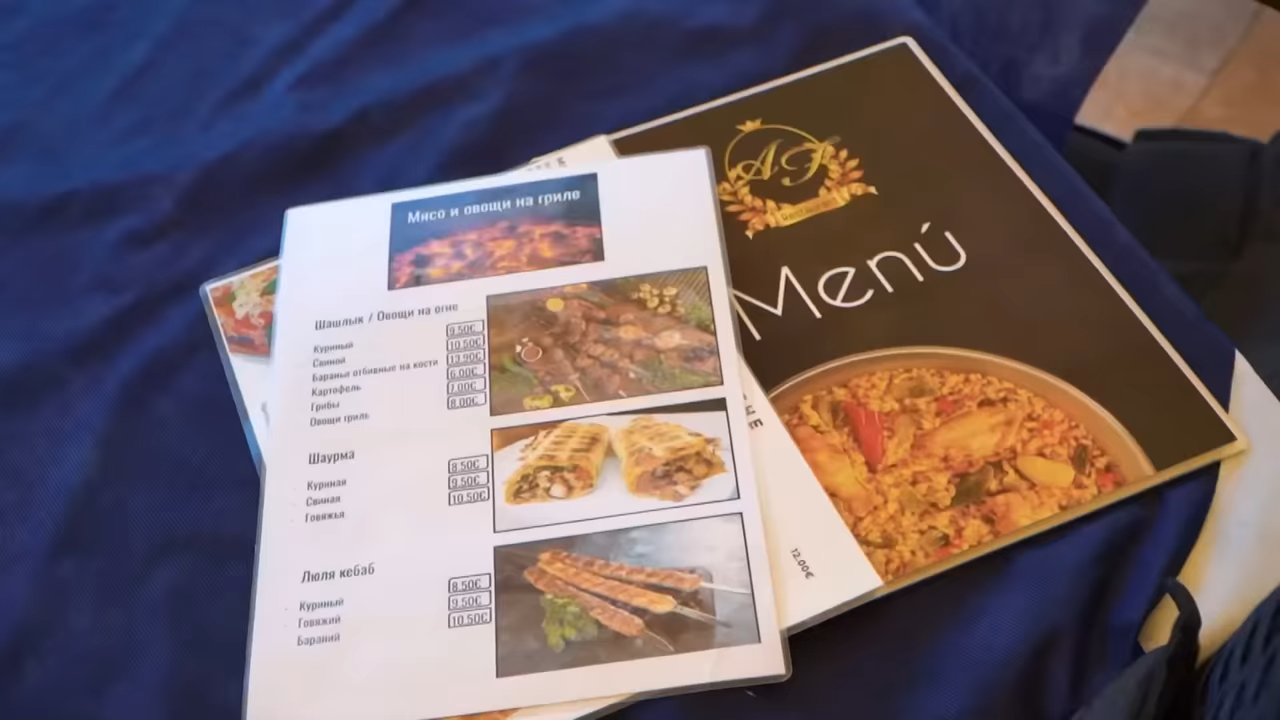 Мясо и овощи на гриле
Шашлык / Овощи на огне
Куриный 9.50€
Свиной 10.50€
Бараньи отбивные на кости 13.90€
Картофель 6.00€
Грибы 7.00€
Овощи гриль 8.00€
Шаурма
Куриная 8.50€
Свиная 9.50€
Говяжья 10.50€
Люля кебаб
Куриный 8.50€
Говяжий 9.50€
Бараний 10.50€
AF
Restaurant
Menú
12.00€